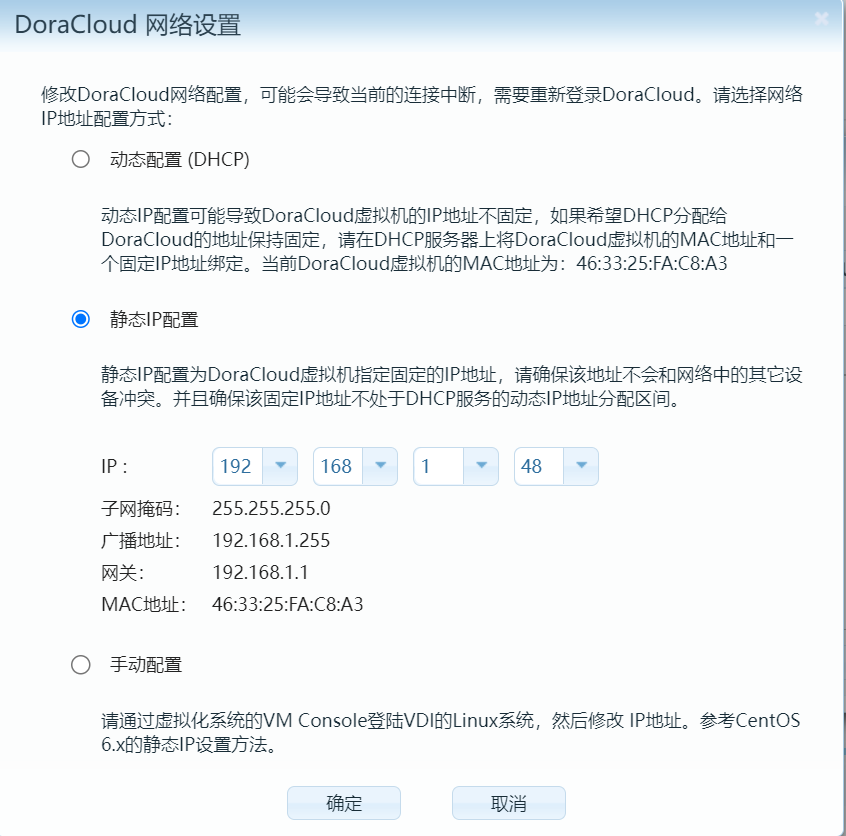 DoraCloud 网络设置
修改DoraCloud网络配置，可能会导致当前的连接中断，需要重新登录DoraCloud。请选择网络
IP地址配置方式：
动态配置 (DHCP)
动态IP配置可能导致DoraCloud虚拟机的IP地址不固定，如果希望DHCP分配给
DoraCloud的地址保持固定，请在DHCP服务器上将DoraCloud虚拟机的MAC地址和一
个固定IP地址绑定。当前DoraCloud虚拟机的MAC地址为：46:33:25:FA:C8:A3
静态IP配置
静态IP配置为DoraCloud虚拟机指定固定的IP地址，请确保该地址不会和网络中的其它设
备冲突。并且确保该固定IP地址不处于DHCP服务的动态IP地址分配区间。
IP : 192 168 1 48
子网掩码： 255.255.255.0
广播地址： 192.168.1.255
网关： 192.168.1.1
MAC地址： 46:33:25:FA:C8:A3
手动配置
请通过虚拟化系统的VM Console登陆VDI的Linux系统，然后修改 IP地址。参考CentOS
6.x的静态IP设置方法。
确定 取消